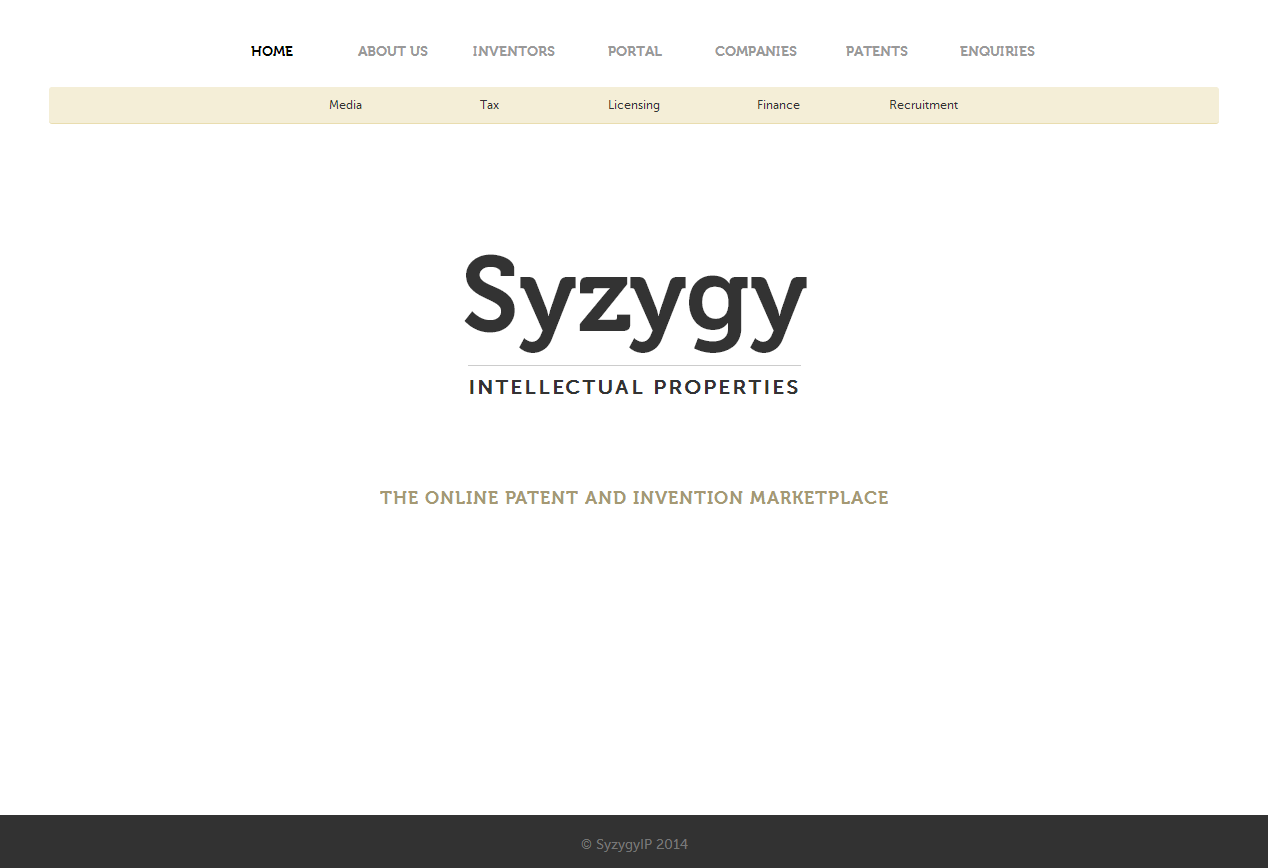 HOME ABOUT US INVENTORS PORTAL COMPANIES PATENTS ENQUIRIES
Media Tax Licensing Finance Recruitment
Syzygy
INTELLECTUAL PROPERTIES
THE ONLINE PATENT AND INVENTION MARKETPLACE
© SyzygyIP 2014